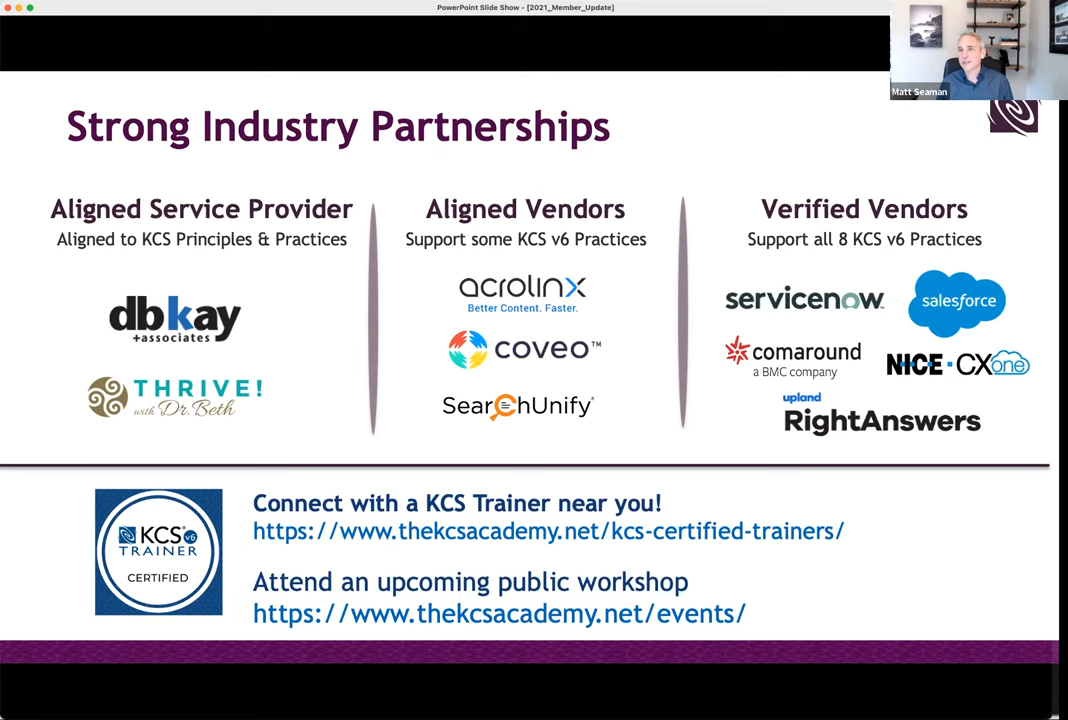 PowerPoint Slide Show - [2021_Member_Update]
Matt Seaman
Strong Industry Partnerships
Aligned Service Provider
Aligned to KCS Principles & Practices
dbkay
+associates
THRIVE!
with Dr. Beth
Aligned Vendors
Support some KCS v6 Practices
acrolinx
Better Content. Faster.
coveo™
SearchUnify®
Verified Vendors
Support all 8 KCS v6 Practices
servicenow.
salesforce
comaround
a BMC company
NICE·CXone
upland
RightAnswers
KCS® v6
TRAINER
CERTIFIED
Connect with a KCS Trainer near you!
https://www.thekcsacademy.net/kcs-certified-trainers/
Attend an upcoming public workshop
https://www.thekcsacademy.net/events/